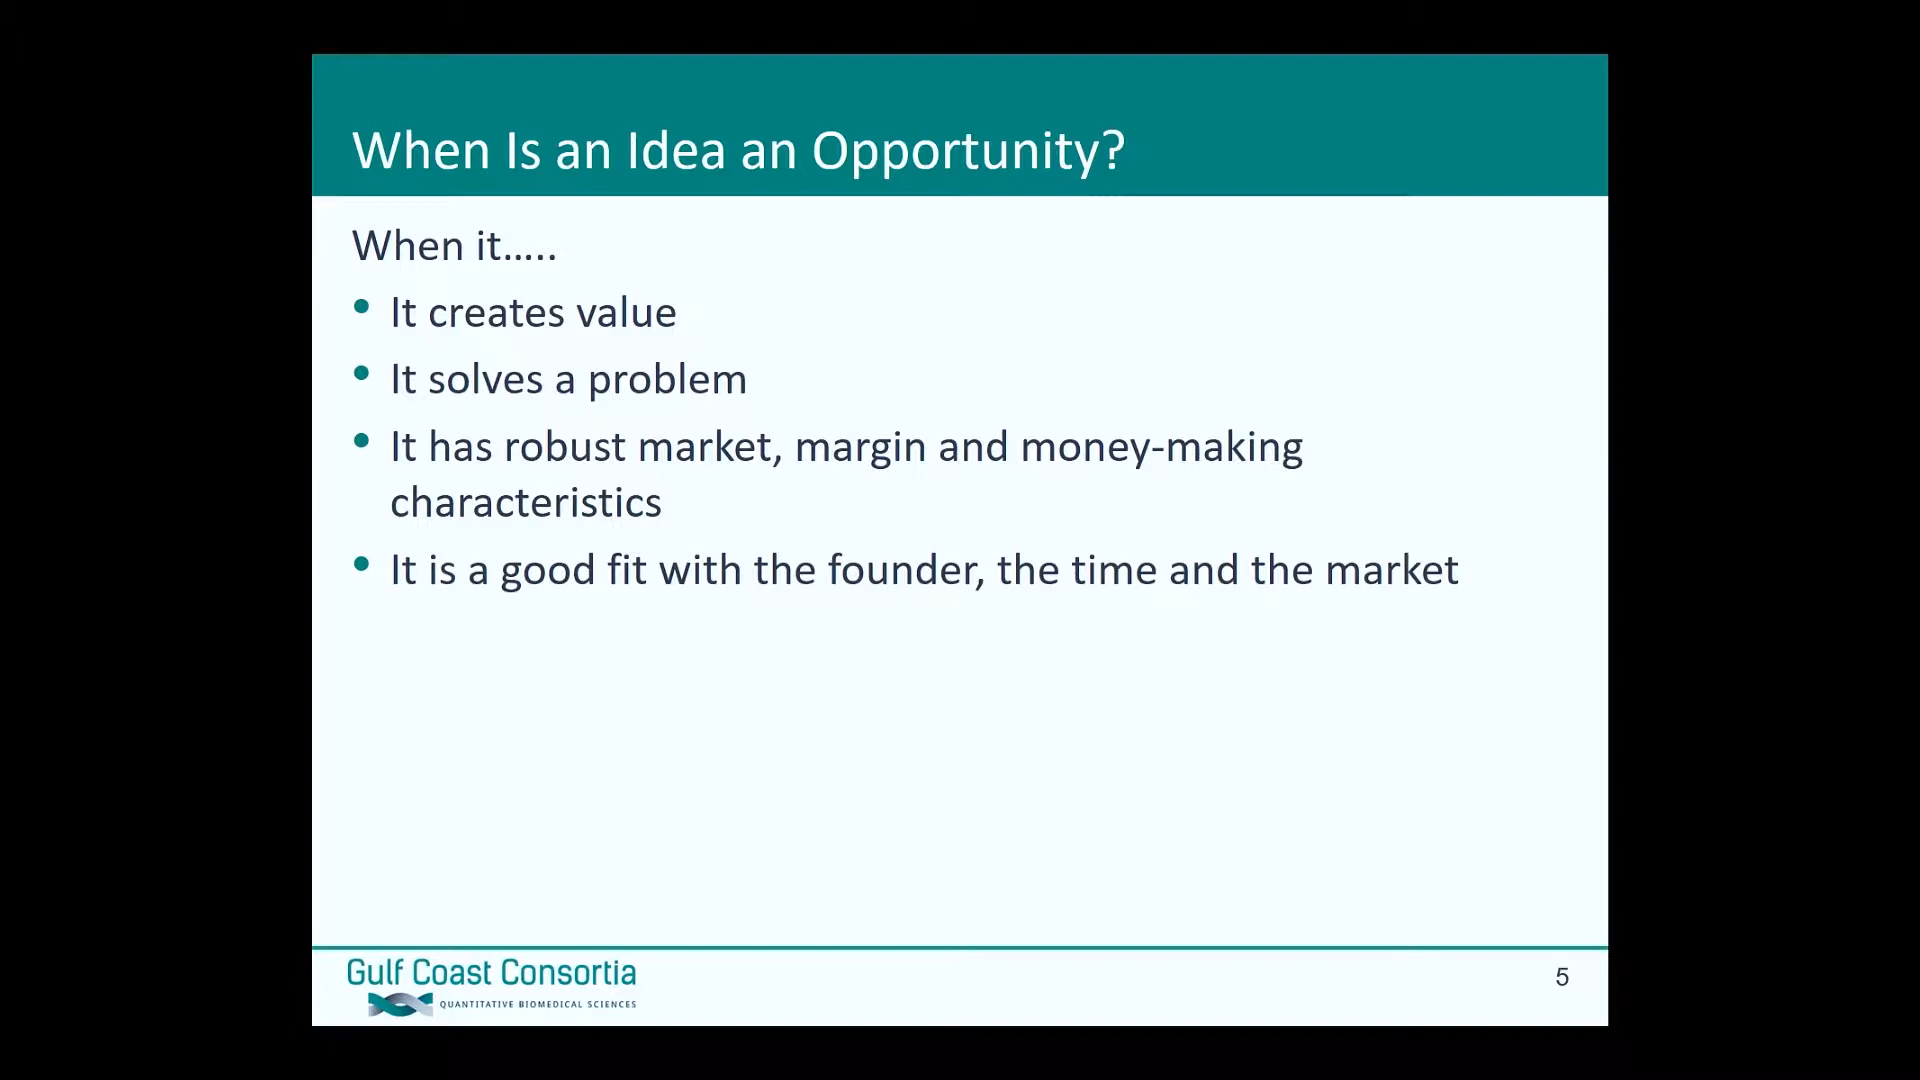 When Is an Idea an Opportunity?
When it.....
• It creates value
• It solves a problem
• It has robust market, margin and money-making
characteristics
• It is a good fit with the founder, the time and the market
Gulf Coast Consortia
QUANTITATIVE BIOMEDICAL SCIENCES
5